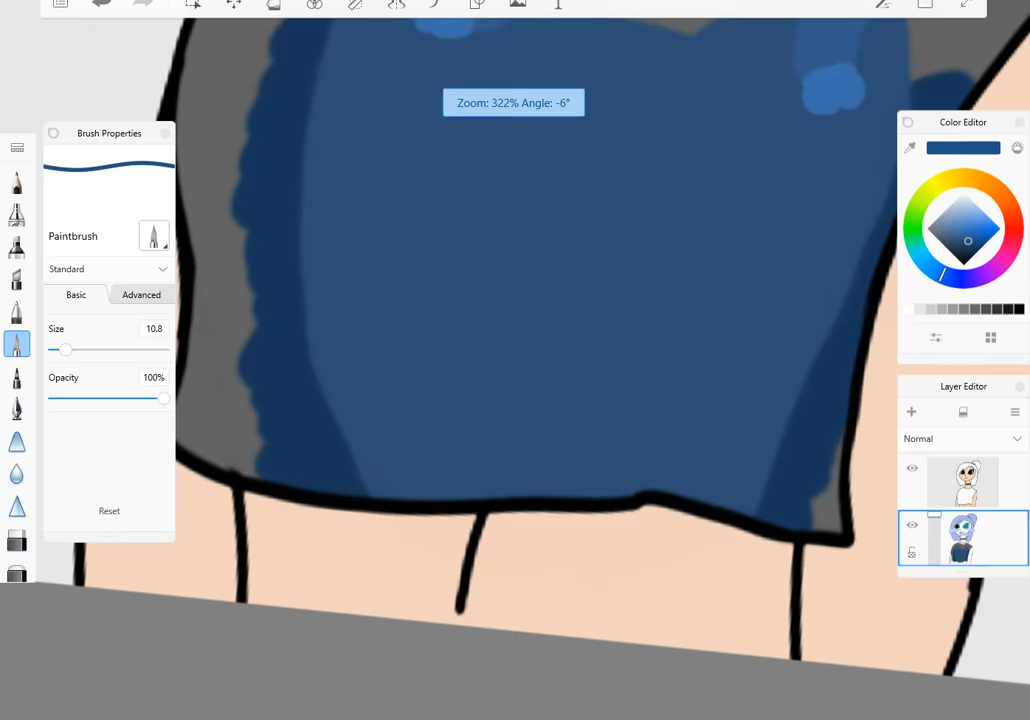 Zoom: 322% Angle: -6°
Brush Properties
Paintbrush
Standard
Basic Advanced
Size 10.8
Opacity 100%
Reset
Color Editor
Layer Editor
Normal